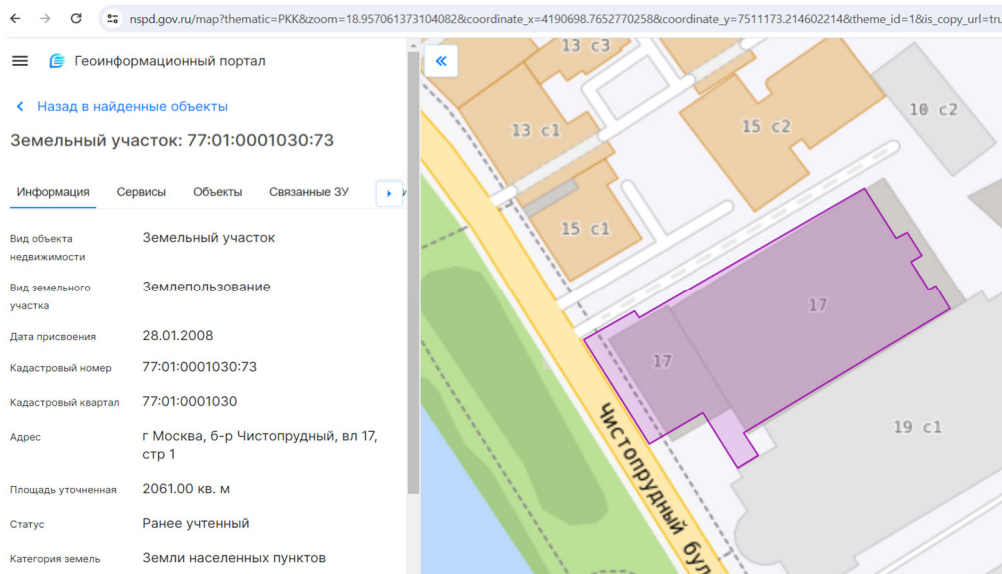 nspd.gov.ru/map?thematic=PKK&zoom=18.957061373104082&coordinate_x=4190698.76527702588&coordinate_y=7511173.214602214&theme_id=1&is_copy_url=tru
Геоинформационный портал
Назад в найденные объекты
Земельный участок: 77:01:0001030:73
Информация Сервисы Объекты Связанные ЗУ
Вид объекта недвижимости Земельный участок
Вид земельного участка Землепользование
Дата присвоения 28.01.2008
Кадастровый номер 77:01:0001030:73
Кадастровый квартал 77:01:0001030
Адрес г Москва, б-р Чистопрудный, вл 17,
стр 1
Площадь уточненная 2061.00 кв. м
Статус Ранее учтенный
Категория земель Земли населенных пунктов
13 с3
13 с1
15 с2
10 с2
15 с1
17
17
19 с1
Чистопрудный бул